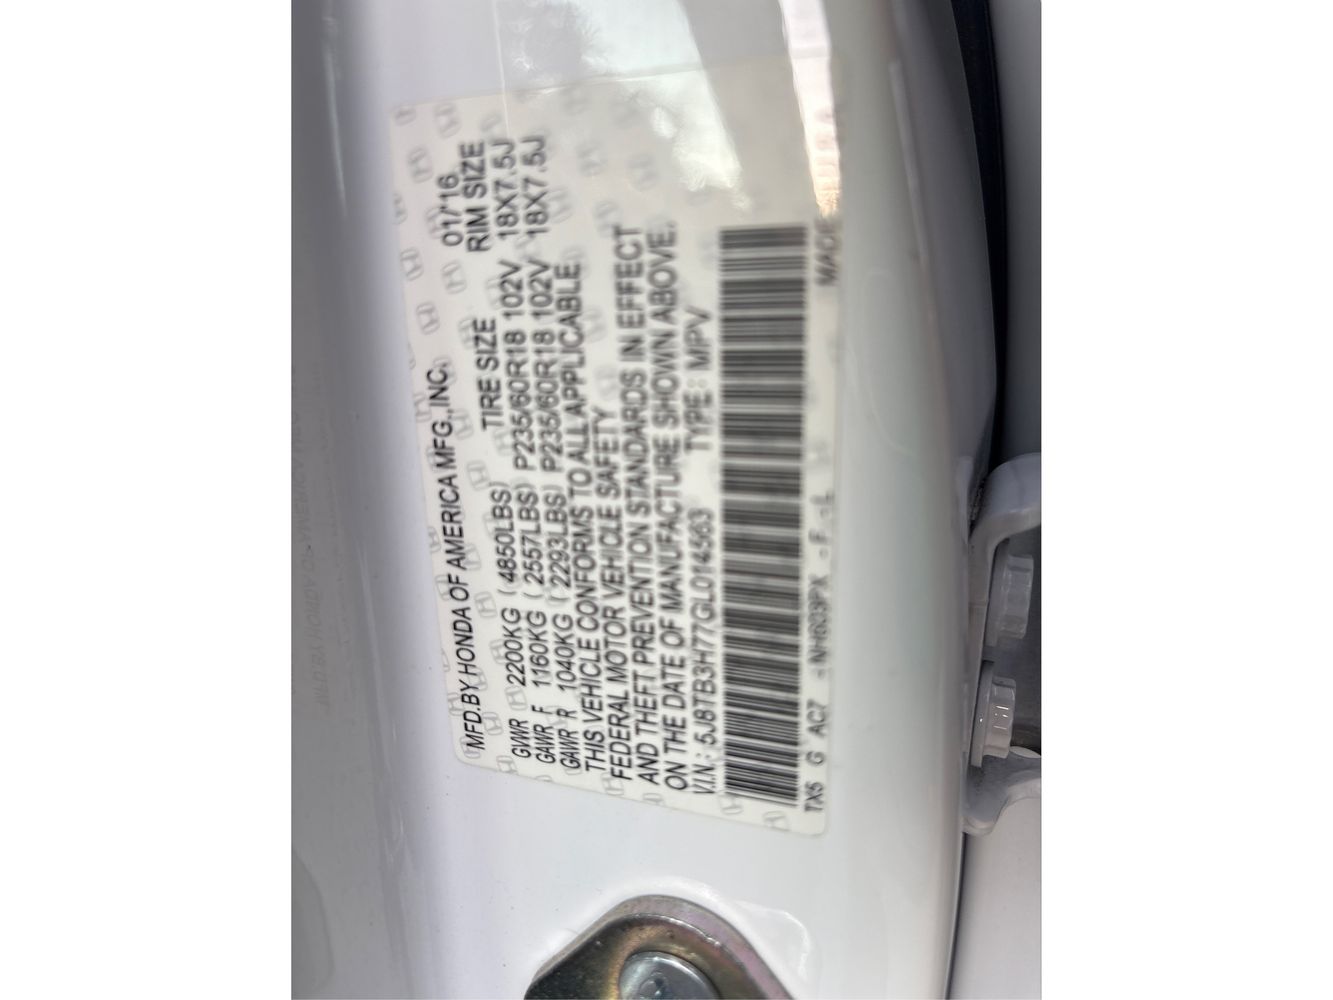 MFD.BY HONDA OF AMERICA MFG.,INC. 01/16
TIRE SIZE RIM SIZE
GVWR 2200KG (4850LBS)
GAWR F 1160KG (2557LBS) P235/60R18 102V 18X7.5J
GAWR R 1040KG (2293LBS) P235/60R18 102V 18X7.5J
THIS VEHICLE CONFORMS TO ALL APPLICABLE
FEDERAL MOTOR VEHICLE SAFETY
AND THEFT PREVENTION STANDARDS IN EFFECT
ON THE DATE OF MANUFACTURE SHOWN ABOVE.
V.I.N.: 5J8TB3H77GL014563 TYPE: MPV
TX5 G AC7 NH603PX -F-L MADE